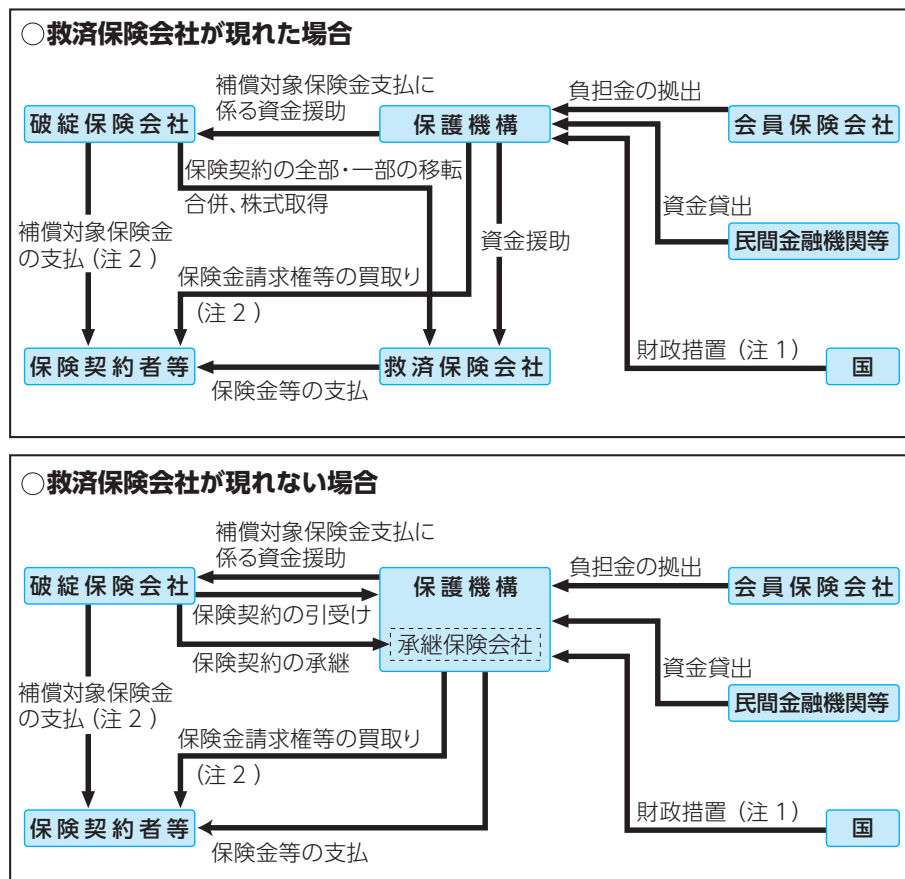 ○救済保険会社が現れた場合
補償対象保険金支払に
係る資金援助
負担金の拠出
破綻保険会社
保護機構
会員保険会社
保険契約の全部・一部の移転
合併、株式取得
資金貸出
補償対象保険金
の支払(注2)
資金援助
民間金融機関等
保険金請求権等の買取り
(注2)
財政措置(注1)
保険契約者等
救済保険会社
国
保険金等の支払
○救済保険会社が現れない場合
補償対象保険金支払に
係る資金援助
負担金の拠出
破綻保険会社
保護機構
会員保険会社
保険契約の引受け
承継保険会社
保険契約の承継
資金貸出
補償対象保険金
の支払(注2)
民間金融機関等
保険金請求権等の買取り
(注2)
財政措置(注1)
保険契約者等
国
保険金等の支払